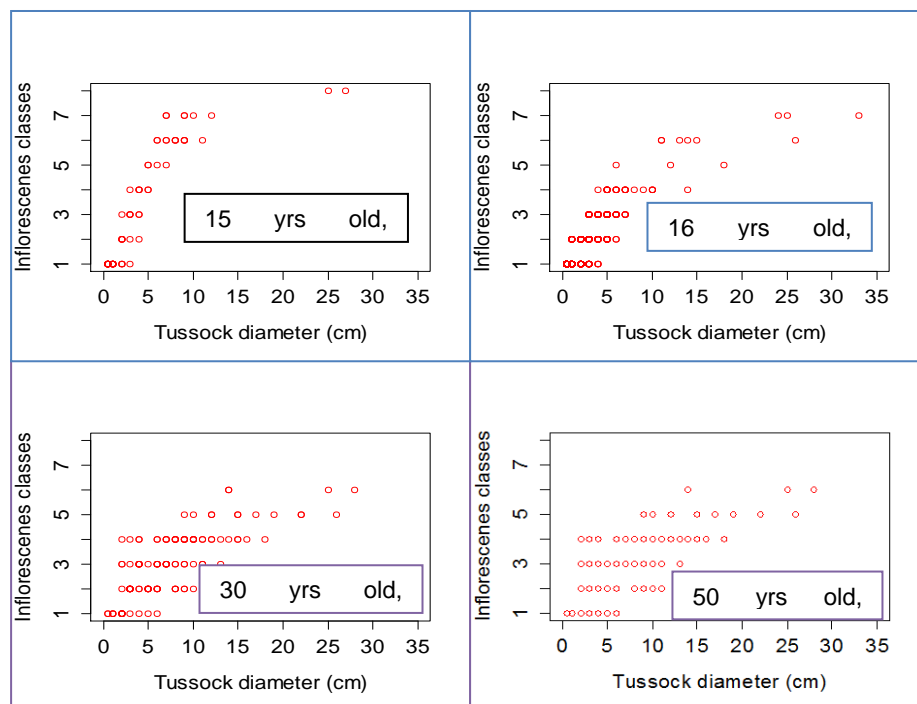 Inflorescenes classes
7
5
3
1
15 yrs old,
0 5 10 15 20 25 30 35
Tussock diameter (cm)
Inflorescenes classes
7
5
3
1
16 yrs old,
0 5 10 15 20 25 30 35
Tussock diameter (cm)
Inflorescenes classes
7
5
3
1
30 yrs old,
0 5 10 15 20 25 30 35
Tussock diameter (cm)
Inflorescenes classes
7
5
3
1
50 yrs old,
0 5 10 15 20 25 30 35
Tussock diameter (cm)